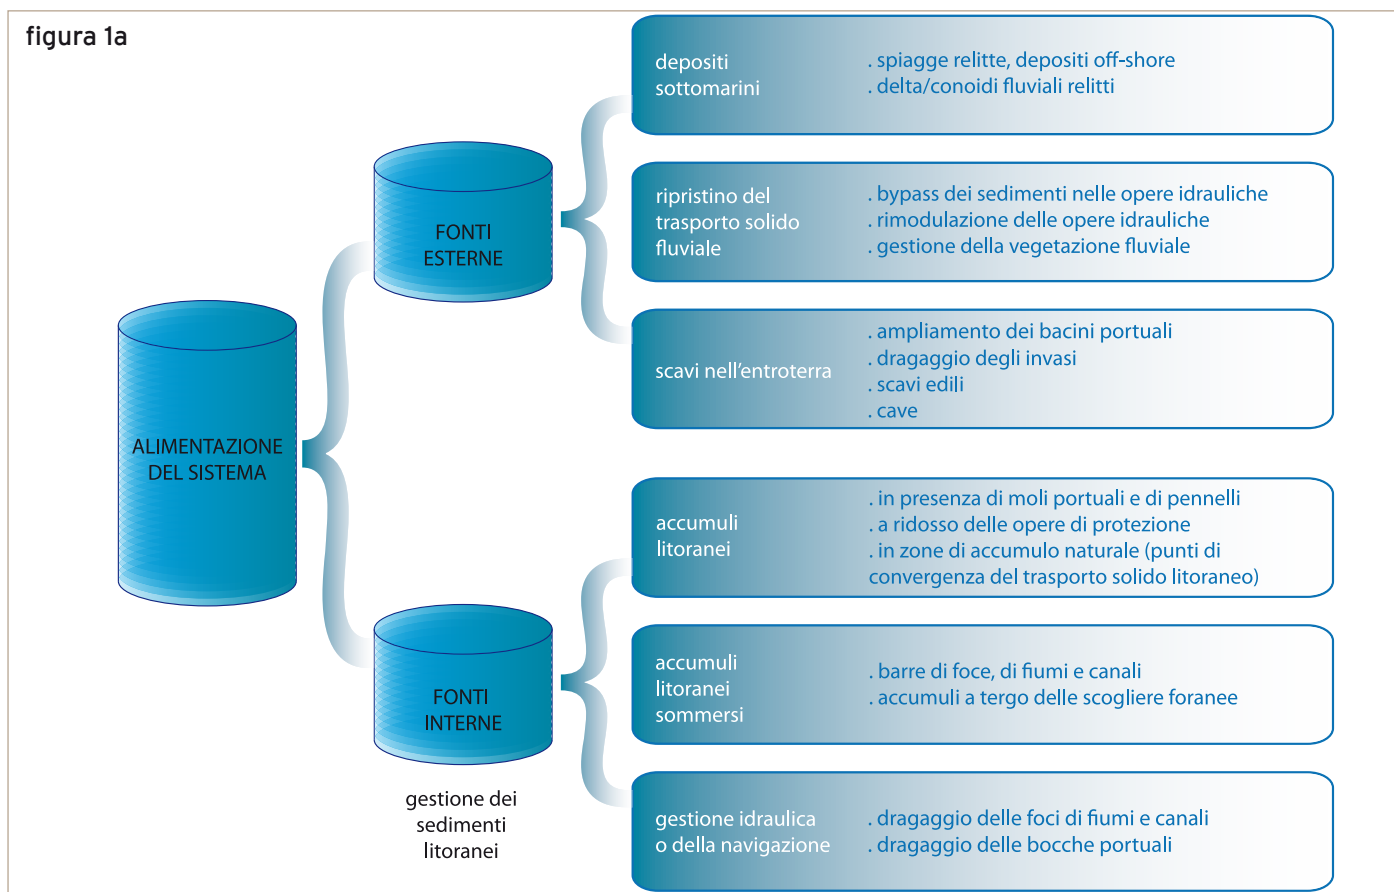 figura 1a
ALIMENTAZIONE
DEL SISTEMA
FONTI
ESTERNE
depositi
sottomarini
. spiagge relitte, depositi off-shore
. delta/conoidi fluviali relitti
ripristino del
trasporto solido
fluviale
. bypass dei sedimenti nelle opere idrauliche
. rimodulazione delle opere idrauliche
. gestione della vegetazione fluviale
scavi nell'entroterra
. ampliamento dei bacini portuali
. dragaggio degli invasi
. scavi edili
. cave
FONTI
INTERNE
gestione dei
sedimenti
litoranei
accumuli
litoranei
. in presenza di moli portuali e di pennelli
. a ridosso delle opere di protezione
. in zone di accumulo naturale (punti di
convergenza del trasporto solido litoraneo)
accumuli
litoranei
sommersi
. barre di foce, di fiumi e canali
. accumuli a tergo delle scogliere foranee
gestione idraulica
o della navigazione
. dragaggio delle foci di fiumi e canali
. dragaggio delle bocche portuali